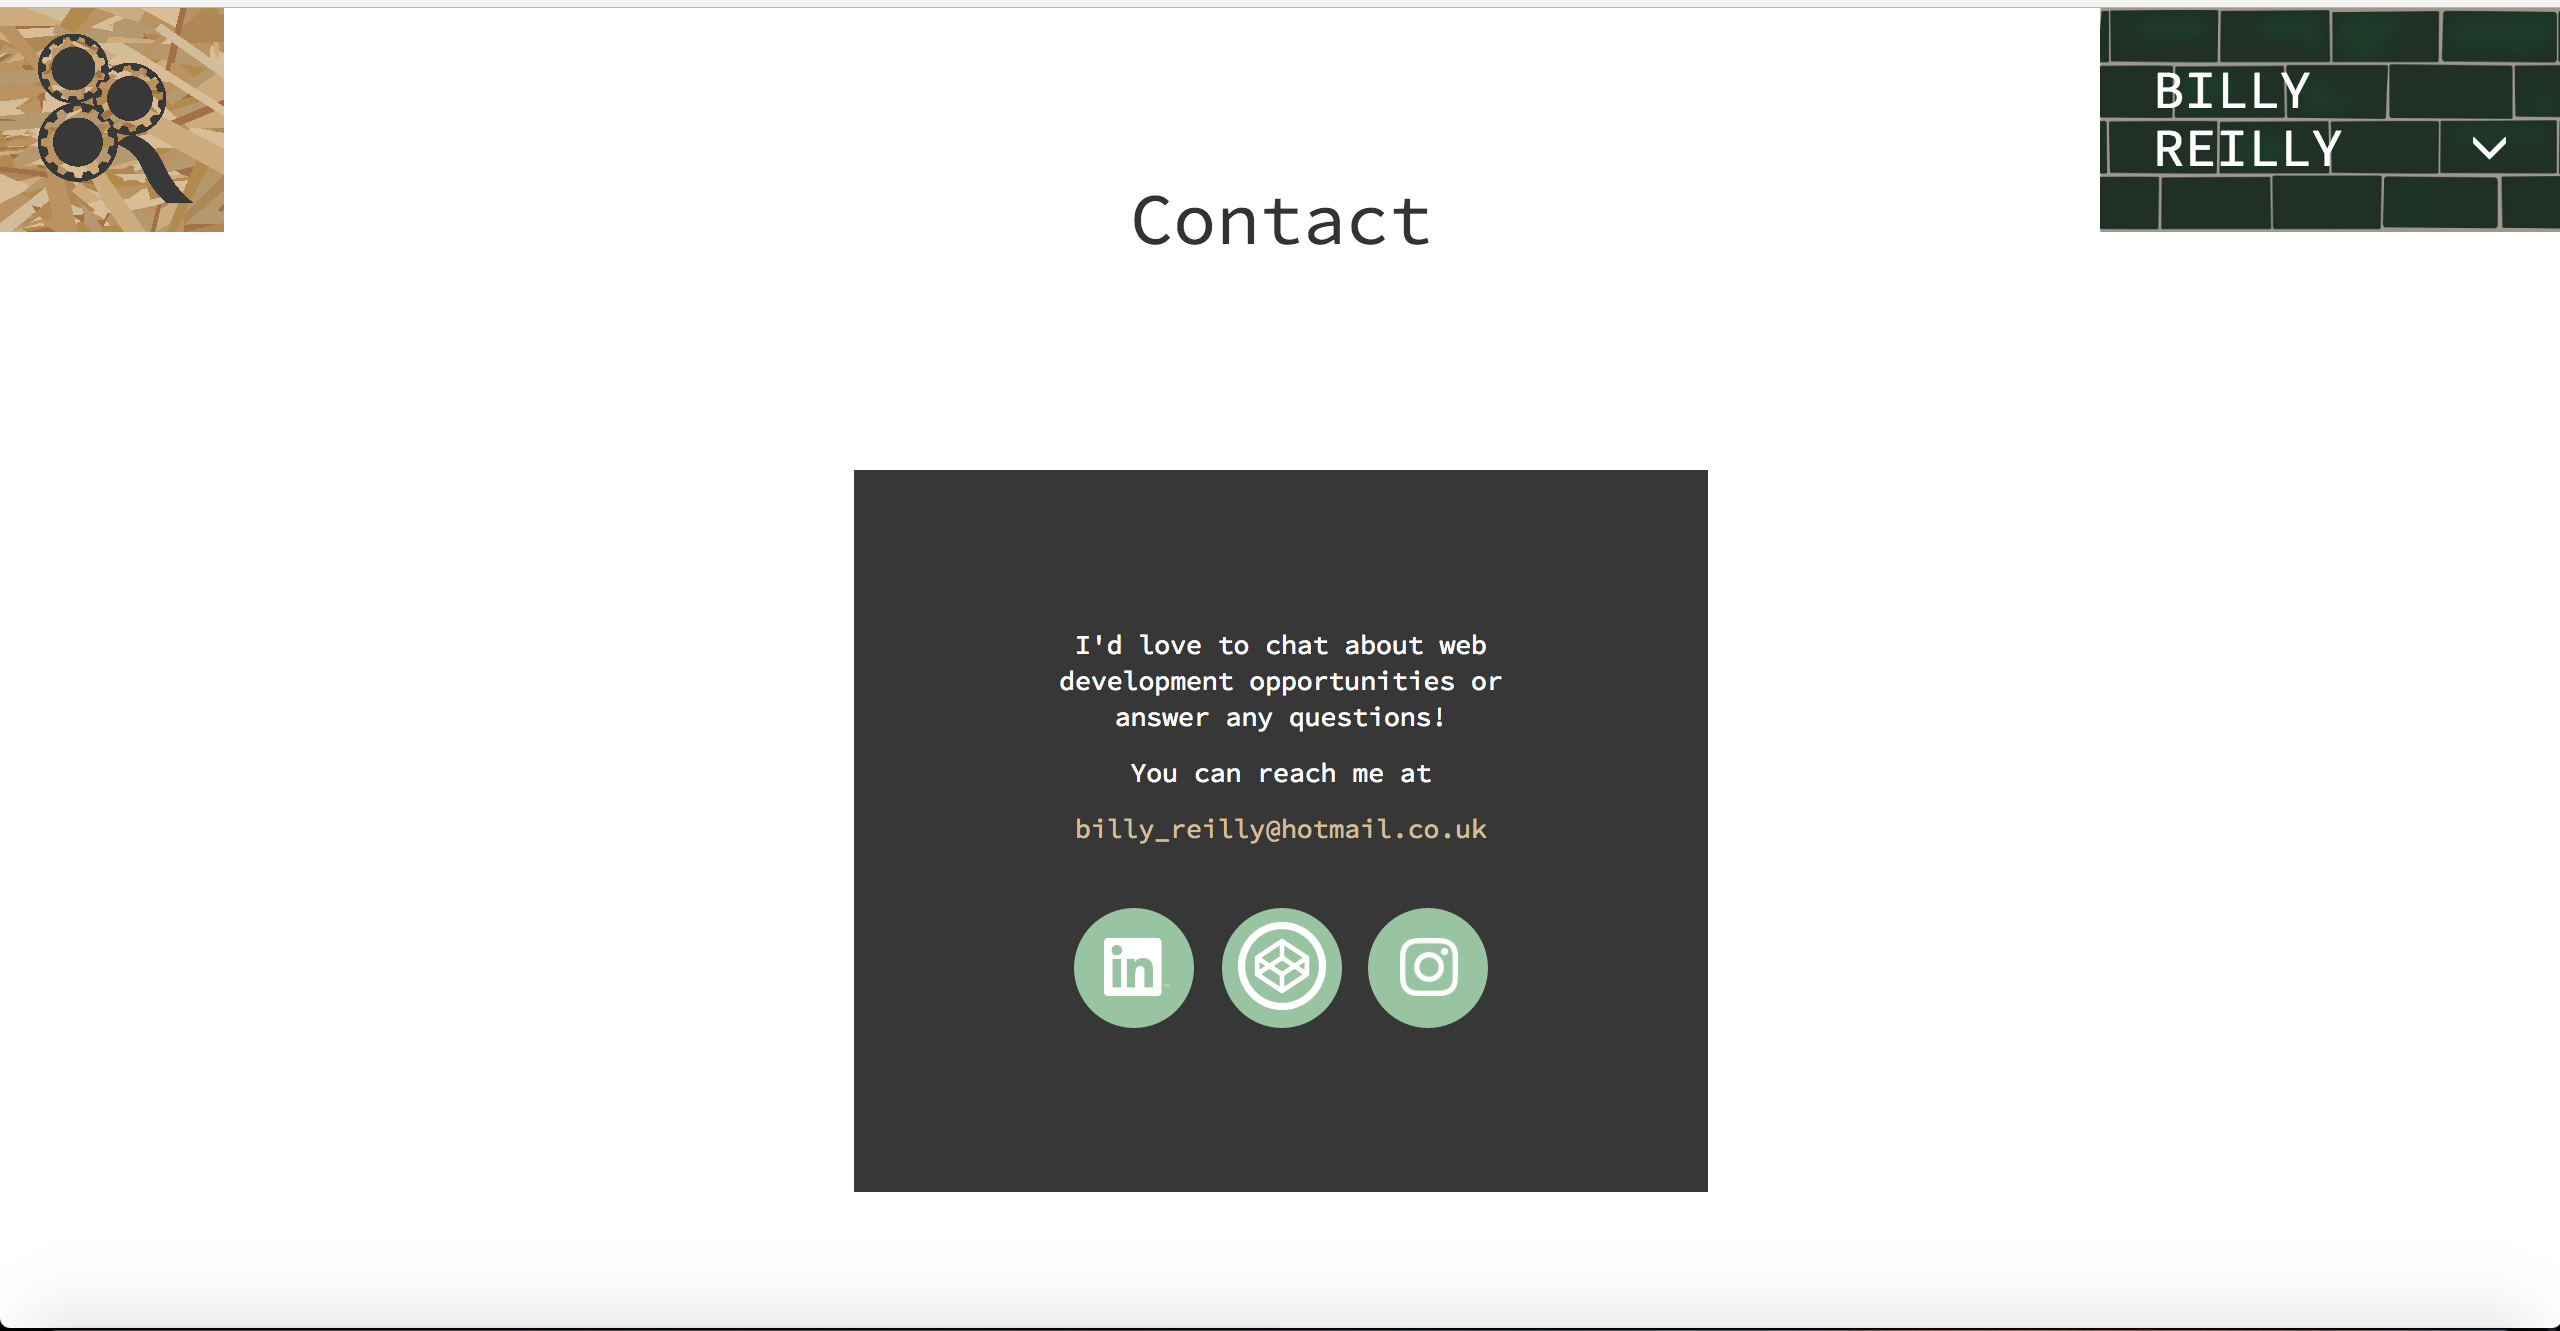 BILLY
REILLY
Contact
I'd love to chat about web
development opportunities or
answer any questions!
You can reach me at
billy_reilly@hotmail.co.uk
in